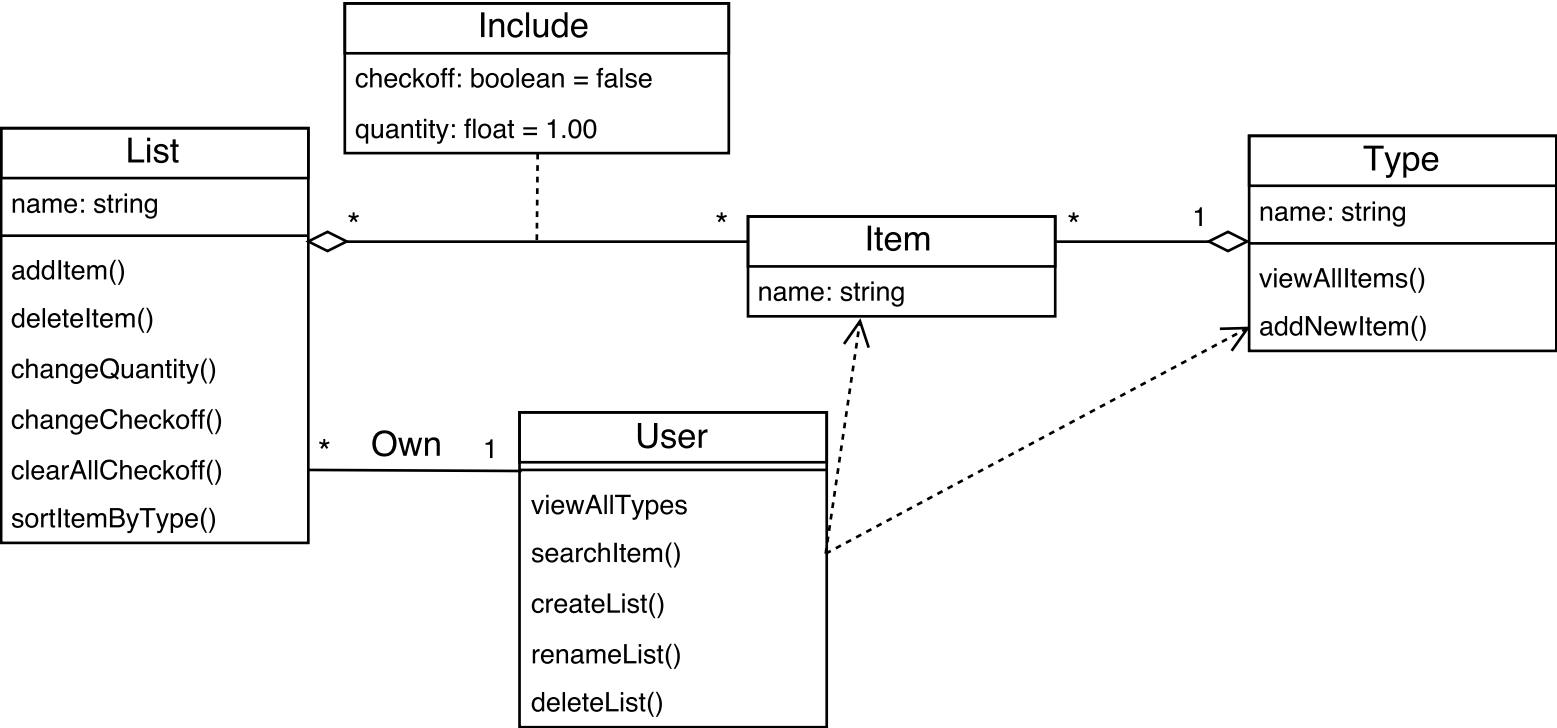 Include
checkoff: boolean = false
quantity: float = 1.00
List
name: string
addItem()
deleteItem()
changeQuantity()
changeCheckoff()
clearAllCheckoff()
sortItemByType()
*
*
Item
name: string
*
1
Type
name: string
viewAllItems()
addNewItem()
*
Own
1
User
viewAllTypes
searchItem()
createList()
renameList()
deleteList()